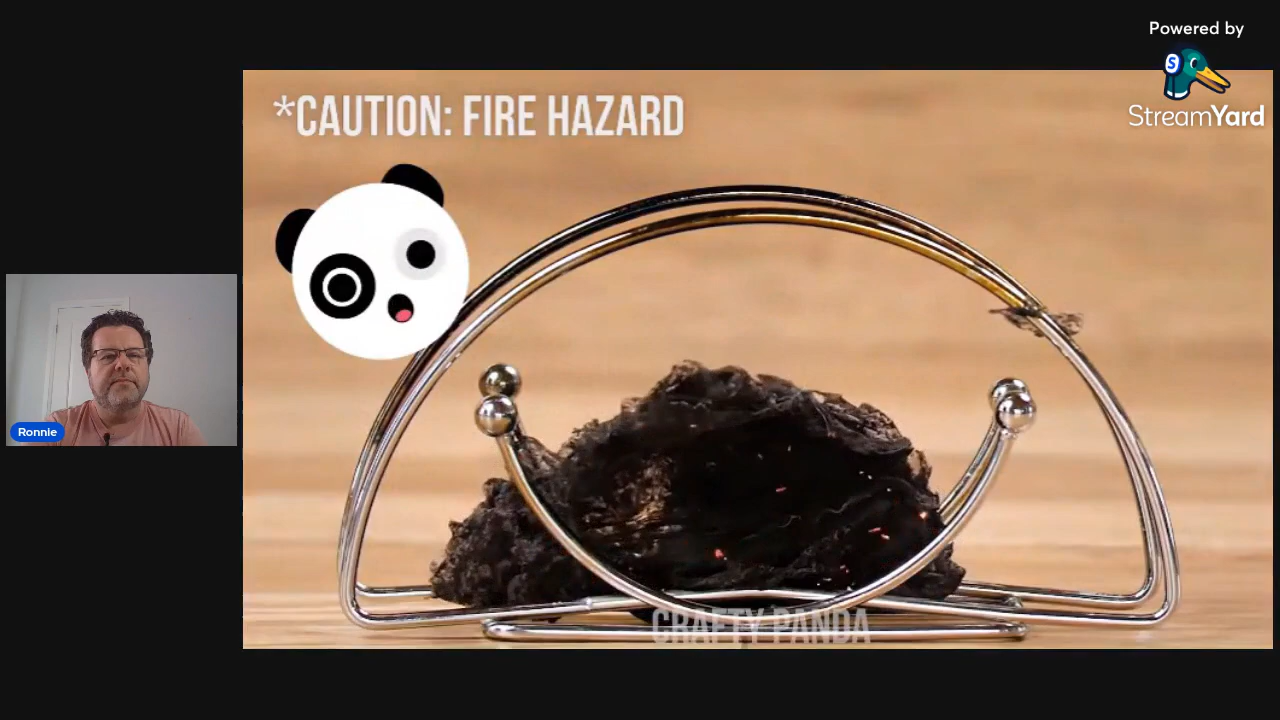 Powered by
S
StreamYard
*CAUTION: FIRE HAZARD
Ronnie
CRAFTY PANDA